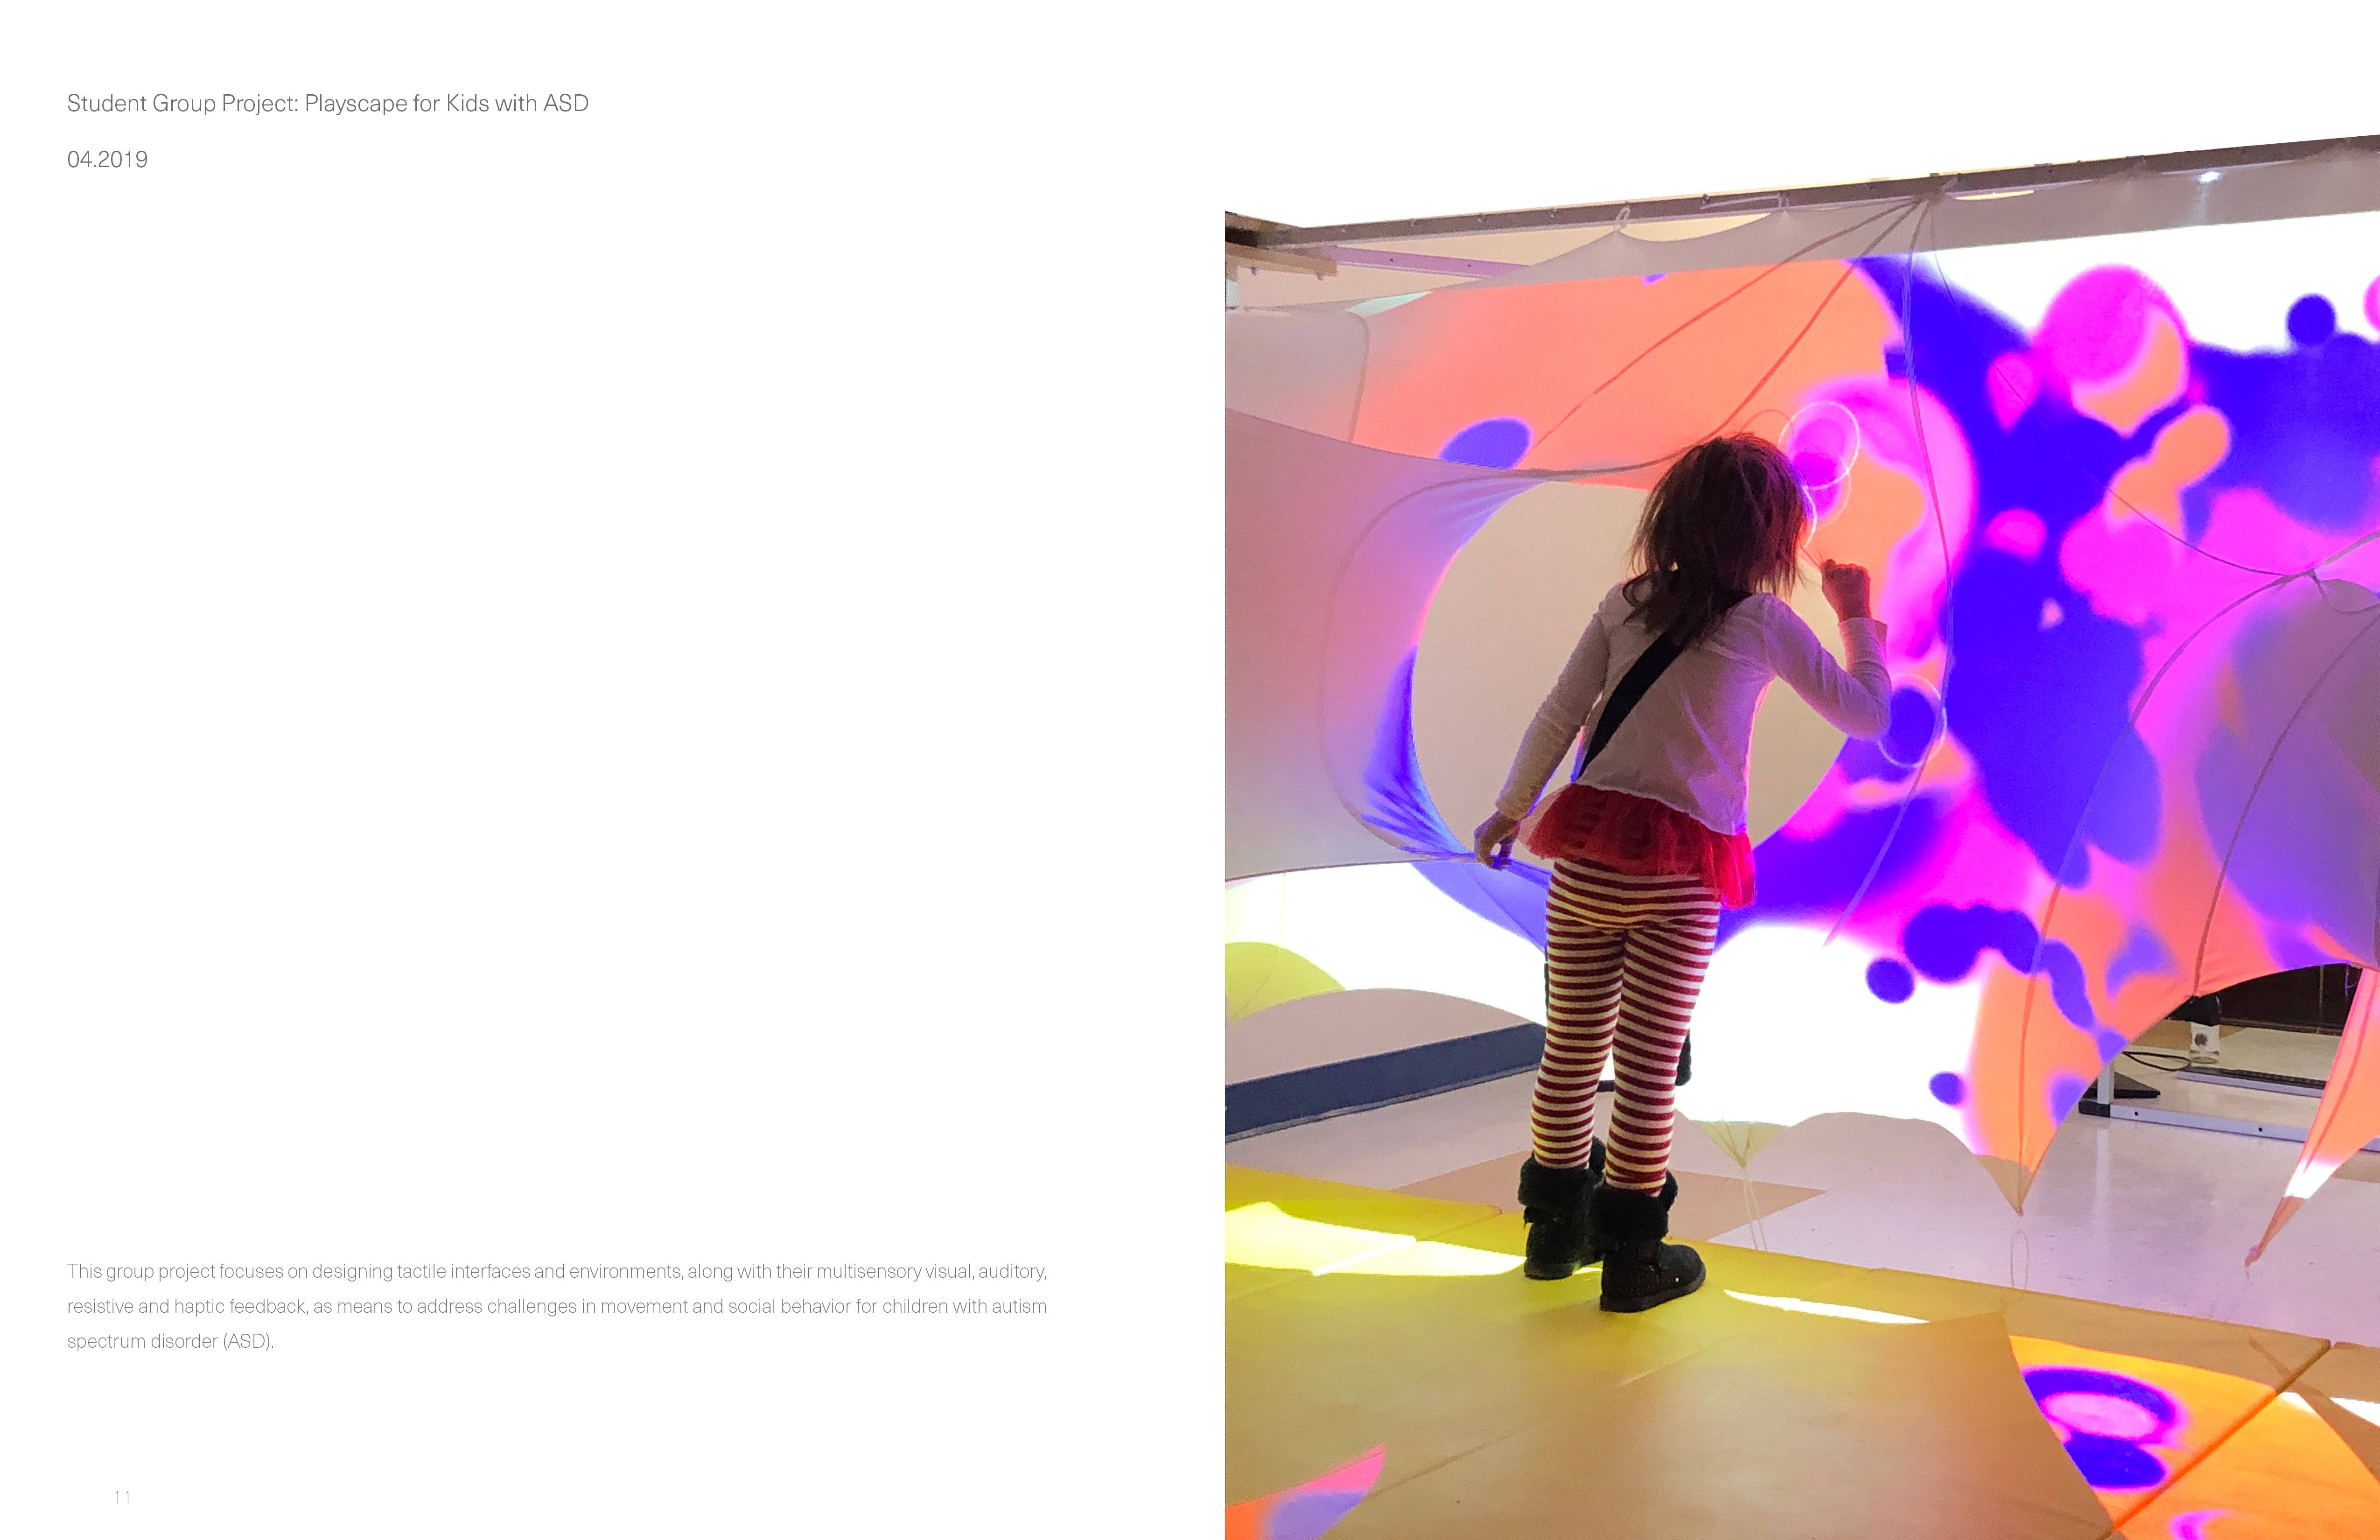 Student Group Project: Playscape for Kids with ASD
04.2019
This group project focuses on designing tactile interfaces and environments, along with their multisensory visual, auditory,
resistive and haptic feedback, as means to address challenges in movement and social behavior for children with autism
spectrum disorder (ASD).
11